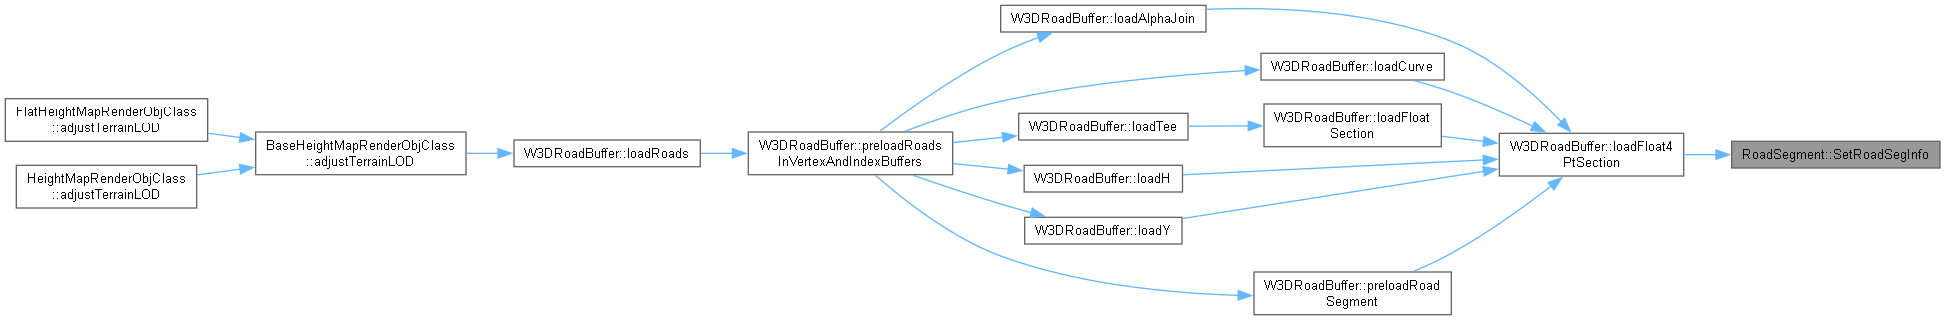 FlatHeightMapRenderObjClass
::adjustTerrainLOD
HeightMapRenderObjClass
::adjustTerrainLOD
BaseHeightMapRenderObjClass
::adjustTerrainLOD
W3DRoadBuffer::loadRoads
W3DRoadBuffer::preloadRoads
InVertexAndIndexBuffers
W3DRoadBuffer::loadAlphaJoin
W3DRoadBuffer::loadCurve
W3DRoadBuffer::loadTee
W3DRoadBuffer::loadFloat
Section
W3DRoadBuffer::loadH
W3DRoadBuffer::loadY
W3DRoadBuffer::preloadRoad
Segment
W3DRoadBuffer::loadFloat4
PtSection
RoadSegment::SetRoadSegInfo